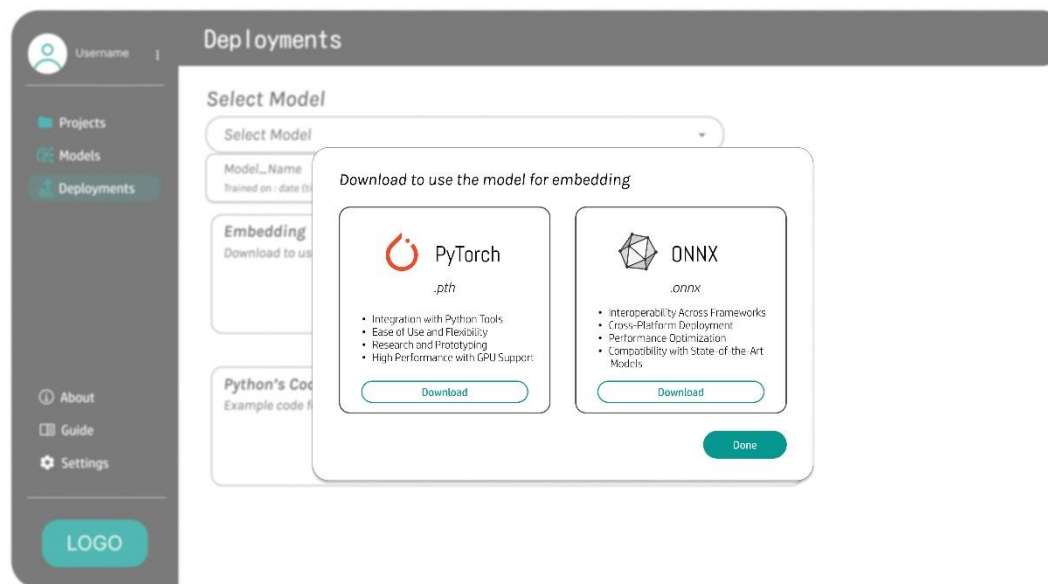 Username
Deployments
Projects
Models
Deployments
About
Guide
Settings
LOGO
Select Model
Select Model
Model_Name
Trained on : date
Embedding
Download to
Python's
Example code
Download to use the model for embedding
PyTorch
.pth
• Integration with Python Tools
• Ease of Use and Flexibility
• Research and Prototyping
• High Performance with GPU Support
Download
ONNX
.onnx
• Interoperability Across Frameworks
• Cross-Platform Deployment
• Performance Optimization
• Compatibility with State-of-the-Art
Models
Download
Done